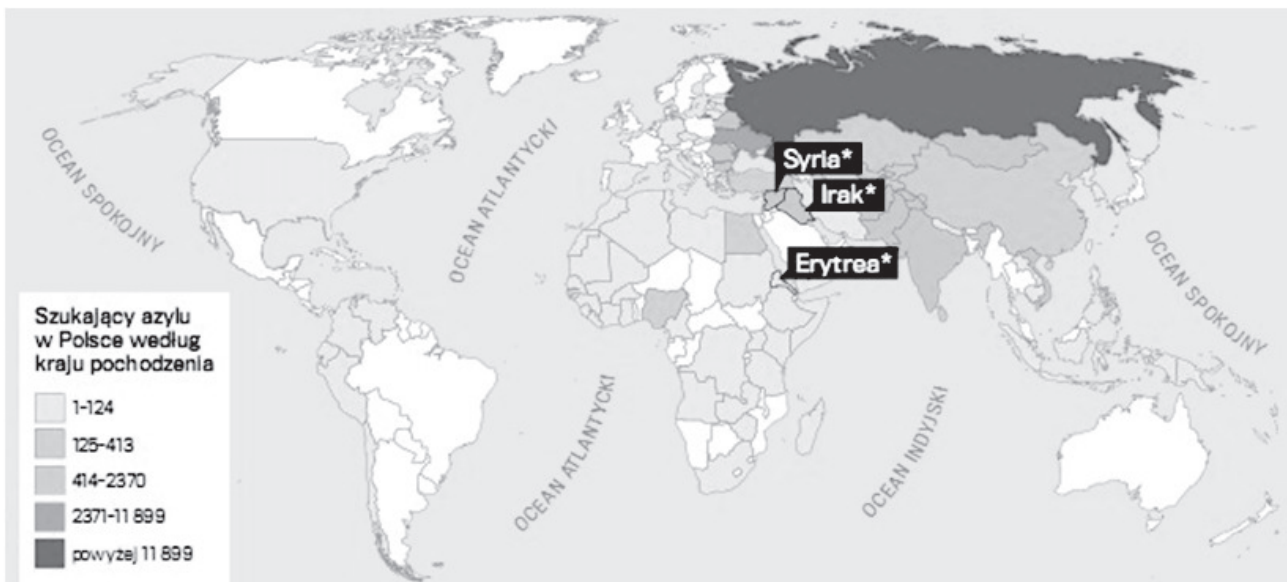 OCEAN SPOKOJNY
OCEAN ATLANTYCKI
Syria*
Irak*
Erytrea*
OCEAN SPOKOJNY
OCEAN ATLANTYCKI
OCEAN INDYJSKI
Szukający azylu
w Polsce według
kraju pochodzenia
1-124
125-413
414-2370
2371-11 899
powyżej 11 899